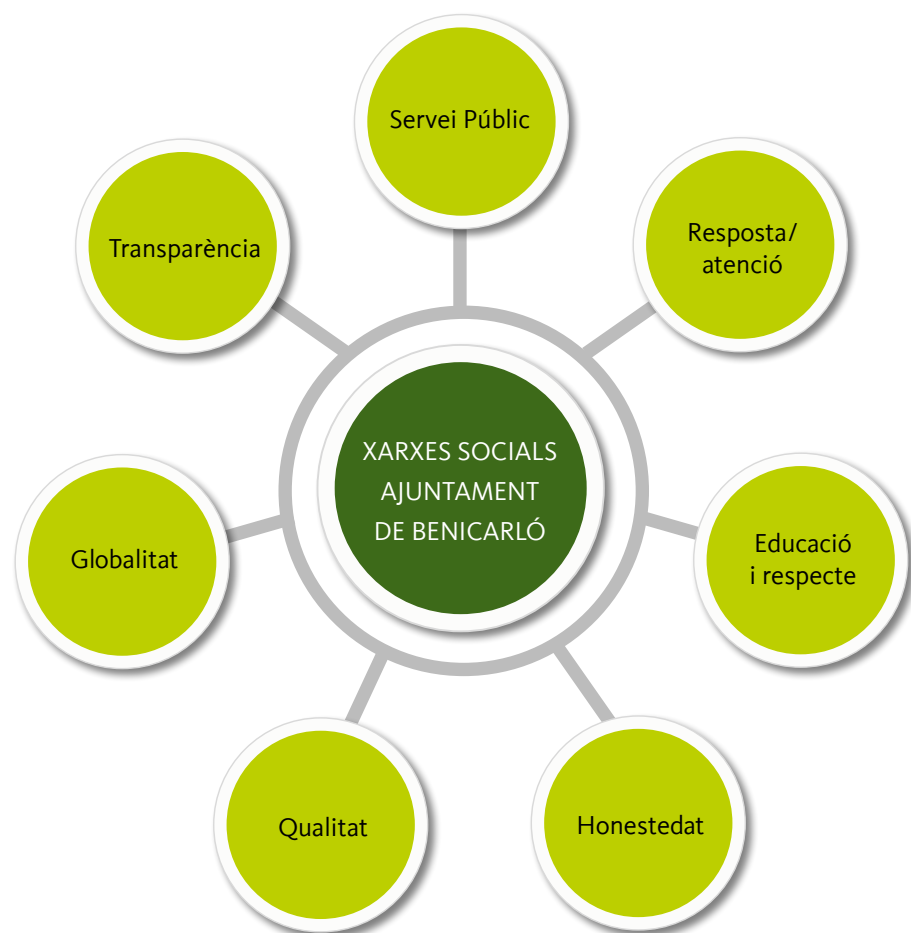 Servei Públic
Resposta/
atenció
Transparència
XARXES SOCIALS
AJUNTAMENT
DE BENICARLÓ
Educació
i respecte
Globalitat
Honestedat
Qualitat